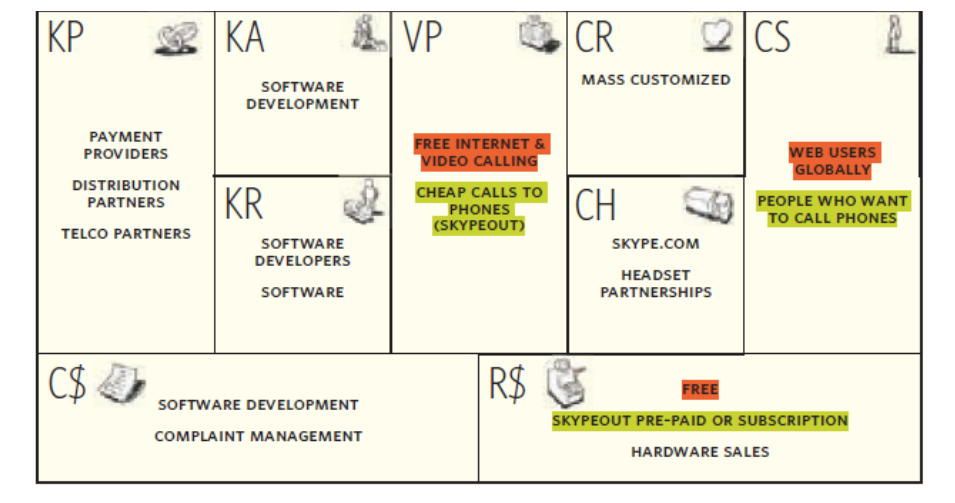 KP
PAYMENT
PROVIDERS
DISTRIBUTION
PARTNERS
TELCO PARTNERS
KA
SOFTWARE
DEVELOPMENT
KR
SOFTWARE
DEVELOPERS
SOFTWARE
VP
FREE INTERNET &
VIDEO CALLING
CHEAP CALLS TO
PHONES
(SKYPEOUT)
CR
MASS CUSTOMIZED
CH
SKYPE.COM
HEADSET
PARTNERSHIPS
CS
WEB USERS
GLOBALLY
PEOPLE WHO WANT
TO CALL PHONES
C$
SOFTWARE DEVELOPMENT
COMPLAINT MANAGEMENT
R$
FREE
SKYPEOUT PRE-PAID OR SUBSCRIPTION
HARDWARE SALES